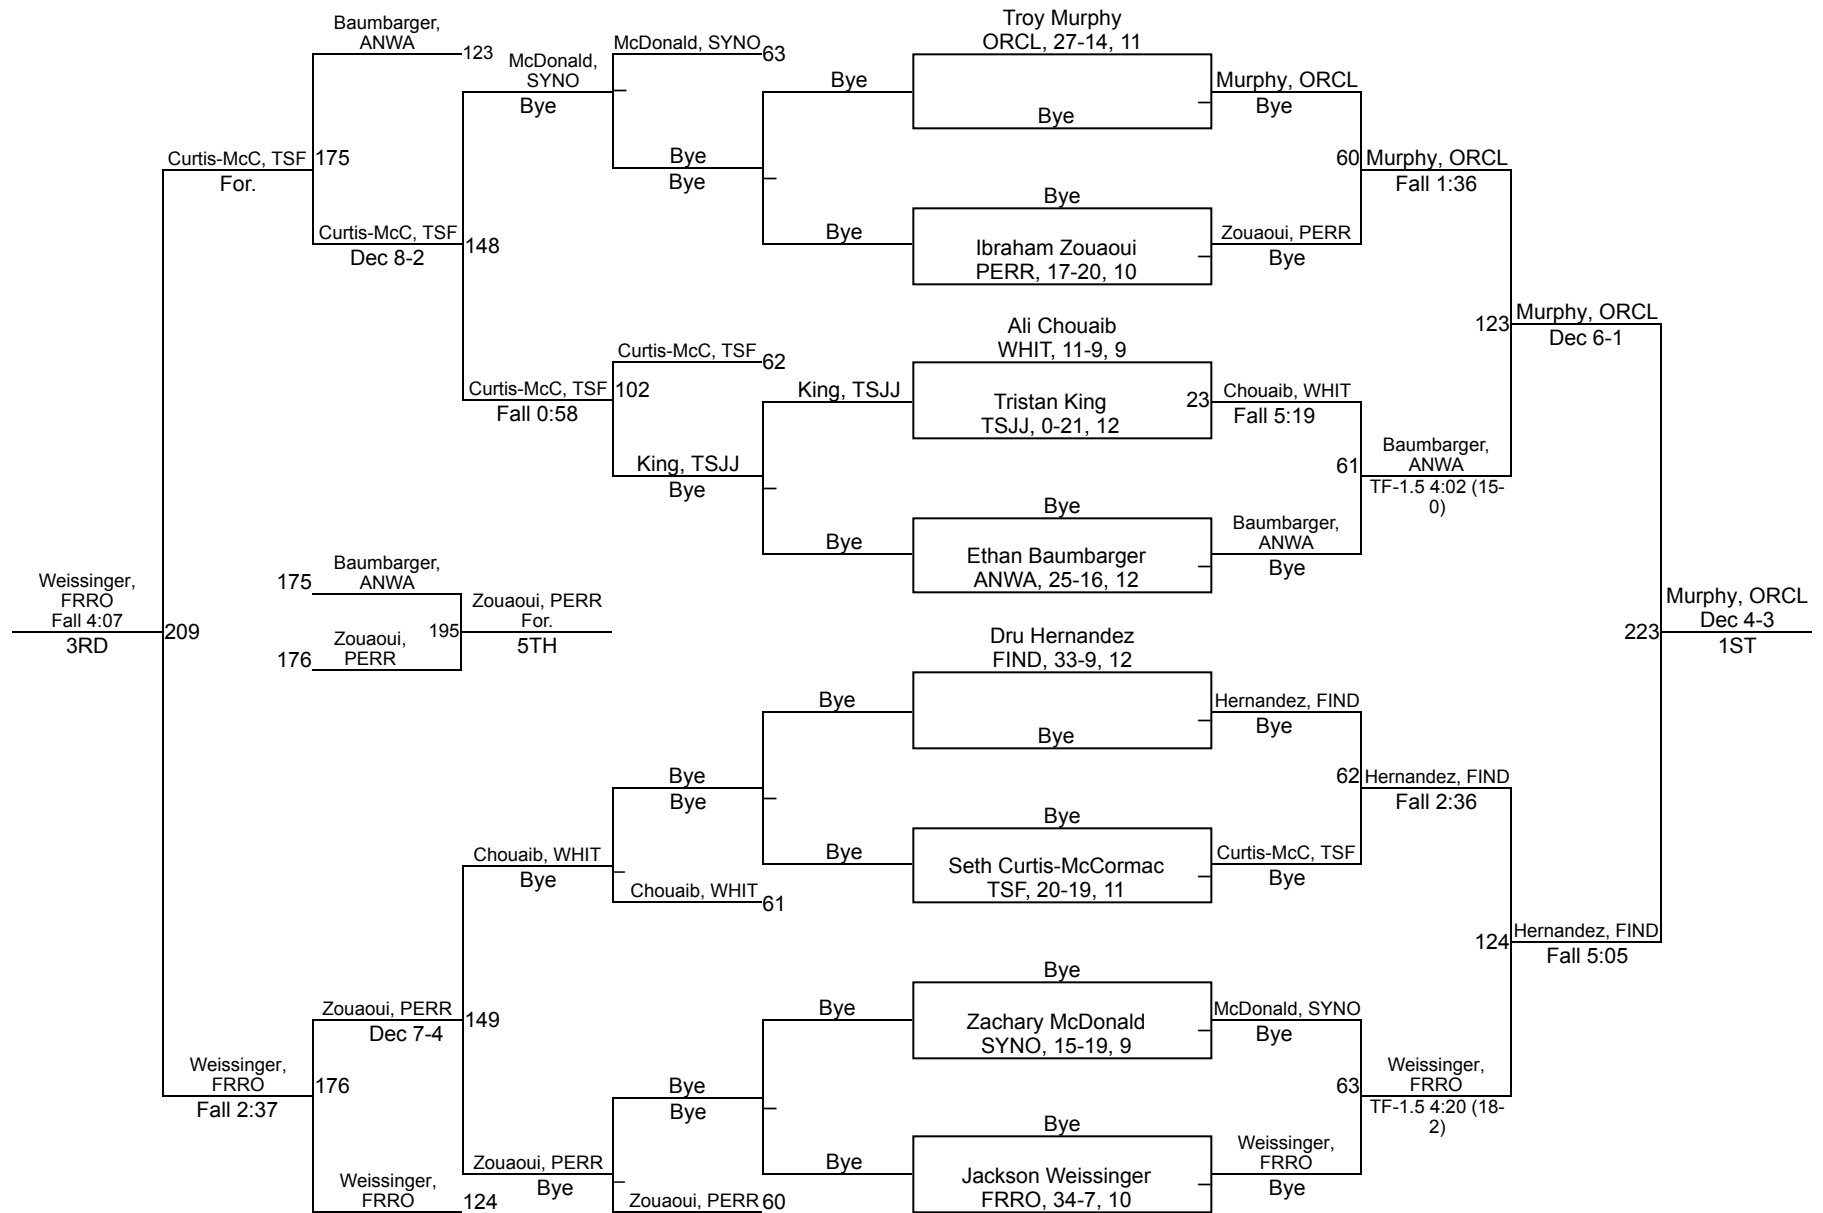 Baumbarger,
ANWA
123
McDonald,
SYNO
Bye
McDonald, SYNO
63
Bye
Bye
Bye
Bye
Troy Murphy
ORCL, 27-14, 11
Bye
Murphy, ORCL
Bye
Curtis-McC, TSF
For.
175
60
Murphy, ORCL
Fall 1:36
Curtis-McC, TSF
Dec 8-2
148
Bye
Ibraham Zouaoui
PERR, 17-20, 10
Zouaoui, PERR
Bye
123
Murphy, ORCL
Dec 6-1
Curtis-McC, TSF
62
Curtis-McC, TSF
Fall 0:58
102
King, TSJJ
Ali Chouaib
WHIT, 11-9, 9
Tristan King
TSJJ, 0-21, 12
23
Chouaib, WHIT
Fall 5:19
King, TSJJ
Bye
61
Baumbarger,
ANWA
TF-1.5 4:02 (15-
0)
Bye
Bye
Ethan Baumbarger
ANWA, 25-16, 12
Baumbarger,
ANWA
Bye
Weissinger,
FRRO
Fall 4:07
3RD
209
175
Baumbarger,
ANWA
176
Zouaoui,
PERR
195
Zouaoui, PERR
For.
5TH
223
Murphy, ORCL
Dec 4-3
1ST
Bye
Dru Hernandez
FIND, 33-9, 12
Bye
Hernandez, FIND
Bye
Bye
Bye
62
Hernandez, FIND
Fall 2:36
Chouaib, WHIT
Bye
Chouaib, WHIT
61
Bye
Bye
Seth Curtis-McCormac
TSF, 20-19, 11
Curtis-McC, TSF
Bye
124
Hernandez, FIND
Fall 5:05
Zouaoui, PERR
Dec 7-4
149
Bye
Bye
Zachary McDonald
SYNO, 15-19, 9
McDonald, SYNO
Bye
Weissinger,
FRRO
Fall 2:37
176
Bye
Bye
63
Weissinger,
FRRO
TF-1.5 4:20 (18-
2)
Weissinger,
FRRO
124
Zouaoui, PERR
Bye
Zouaoui, PERR
60
Bye
Bye
Jackson Weissinger
FRRO, 34-7, 10
Weissinger,
FRRO
Bye